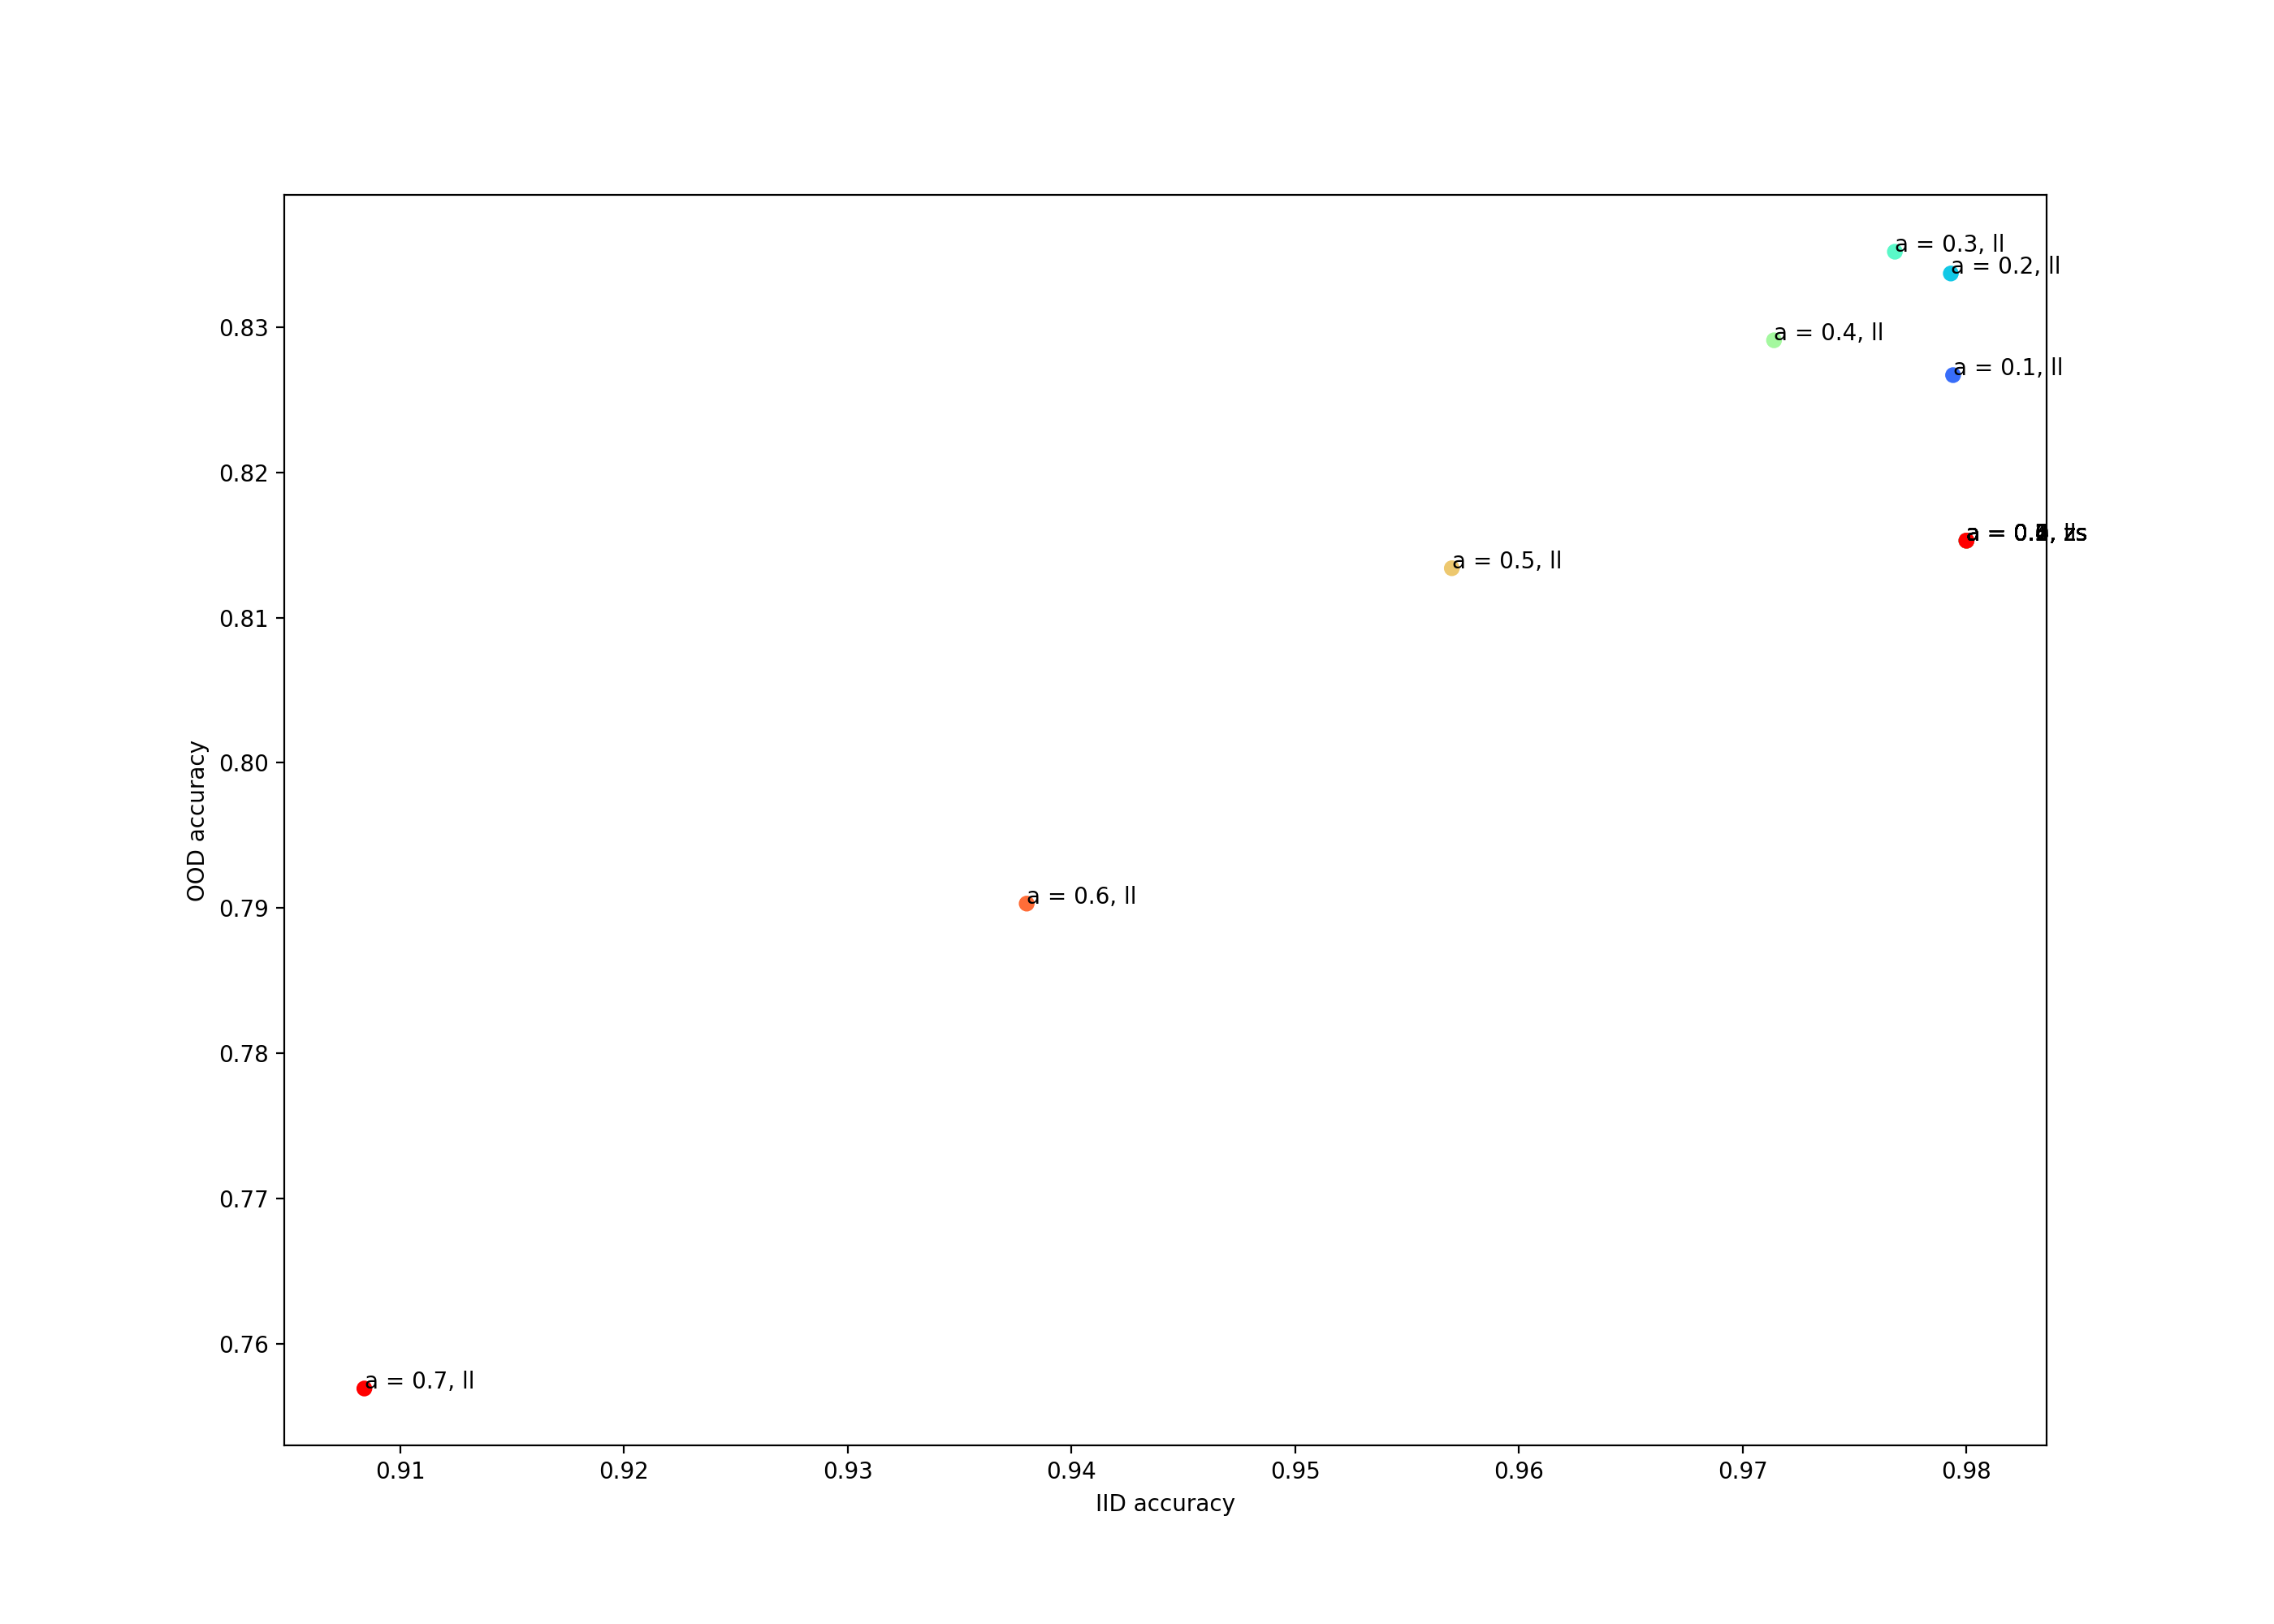 a = 0.3, ll
a = 0.2, ll
0.83
a = 0.4, ll
a = 0.1, ll
0.82
a = 0.5, ll
0.81
0.80
OOD accuracy
a = 0.6, ll
0.79
0.78
0.77
0.76
a = 0.7, ll
0.91
0.92
0.93
0.94
0.95
0.96
0.97
0.98
IID accuracy